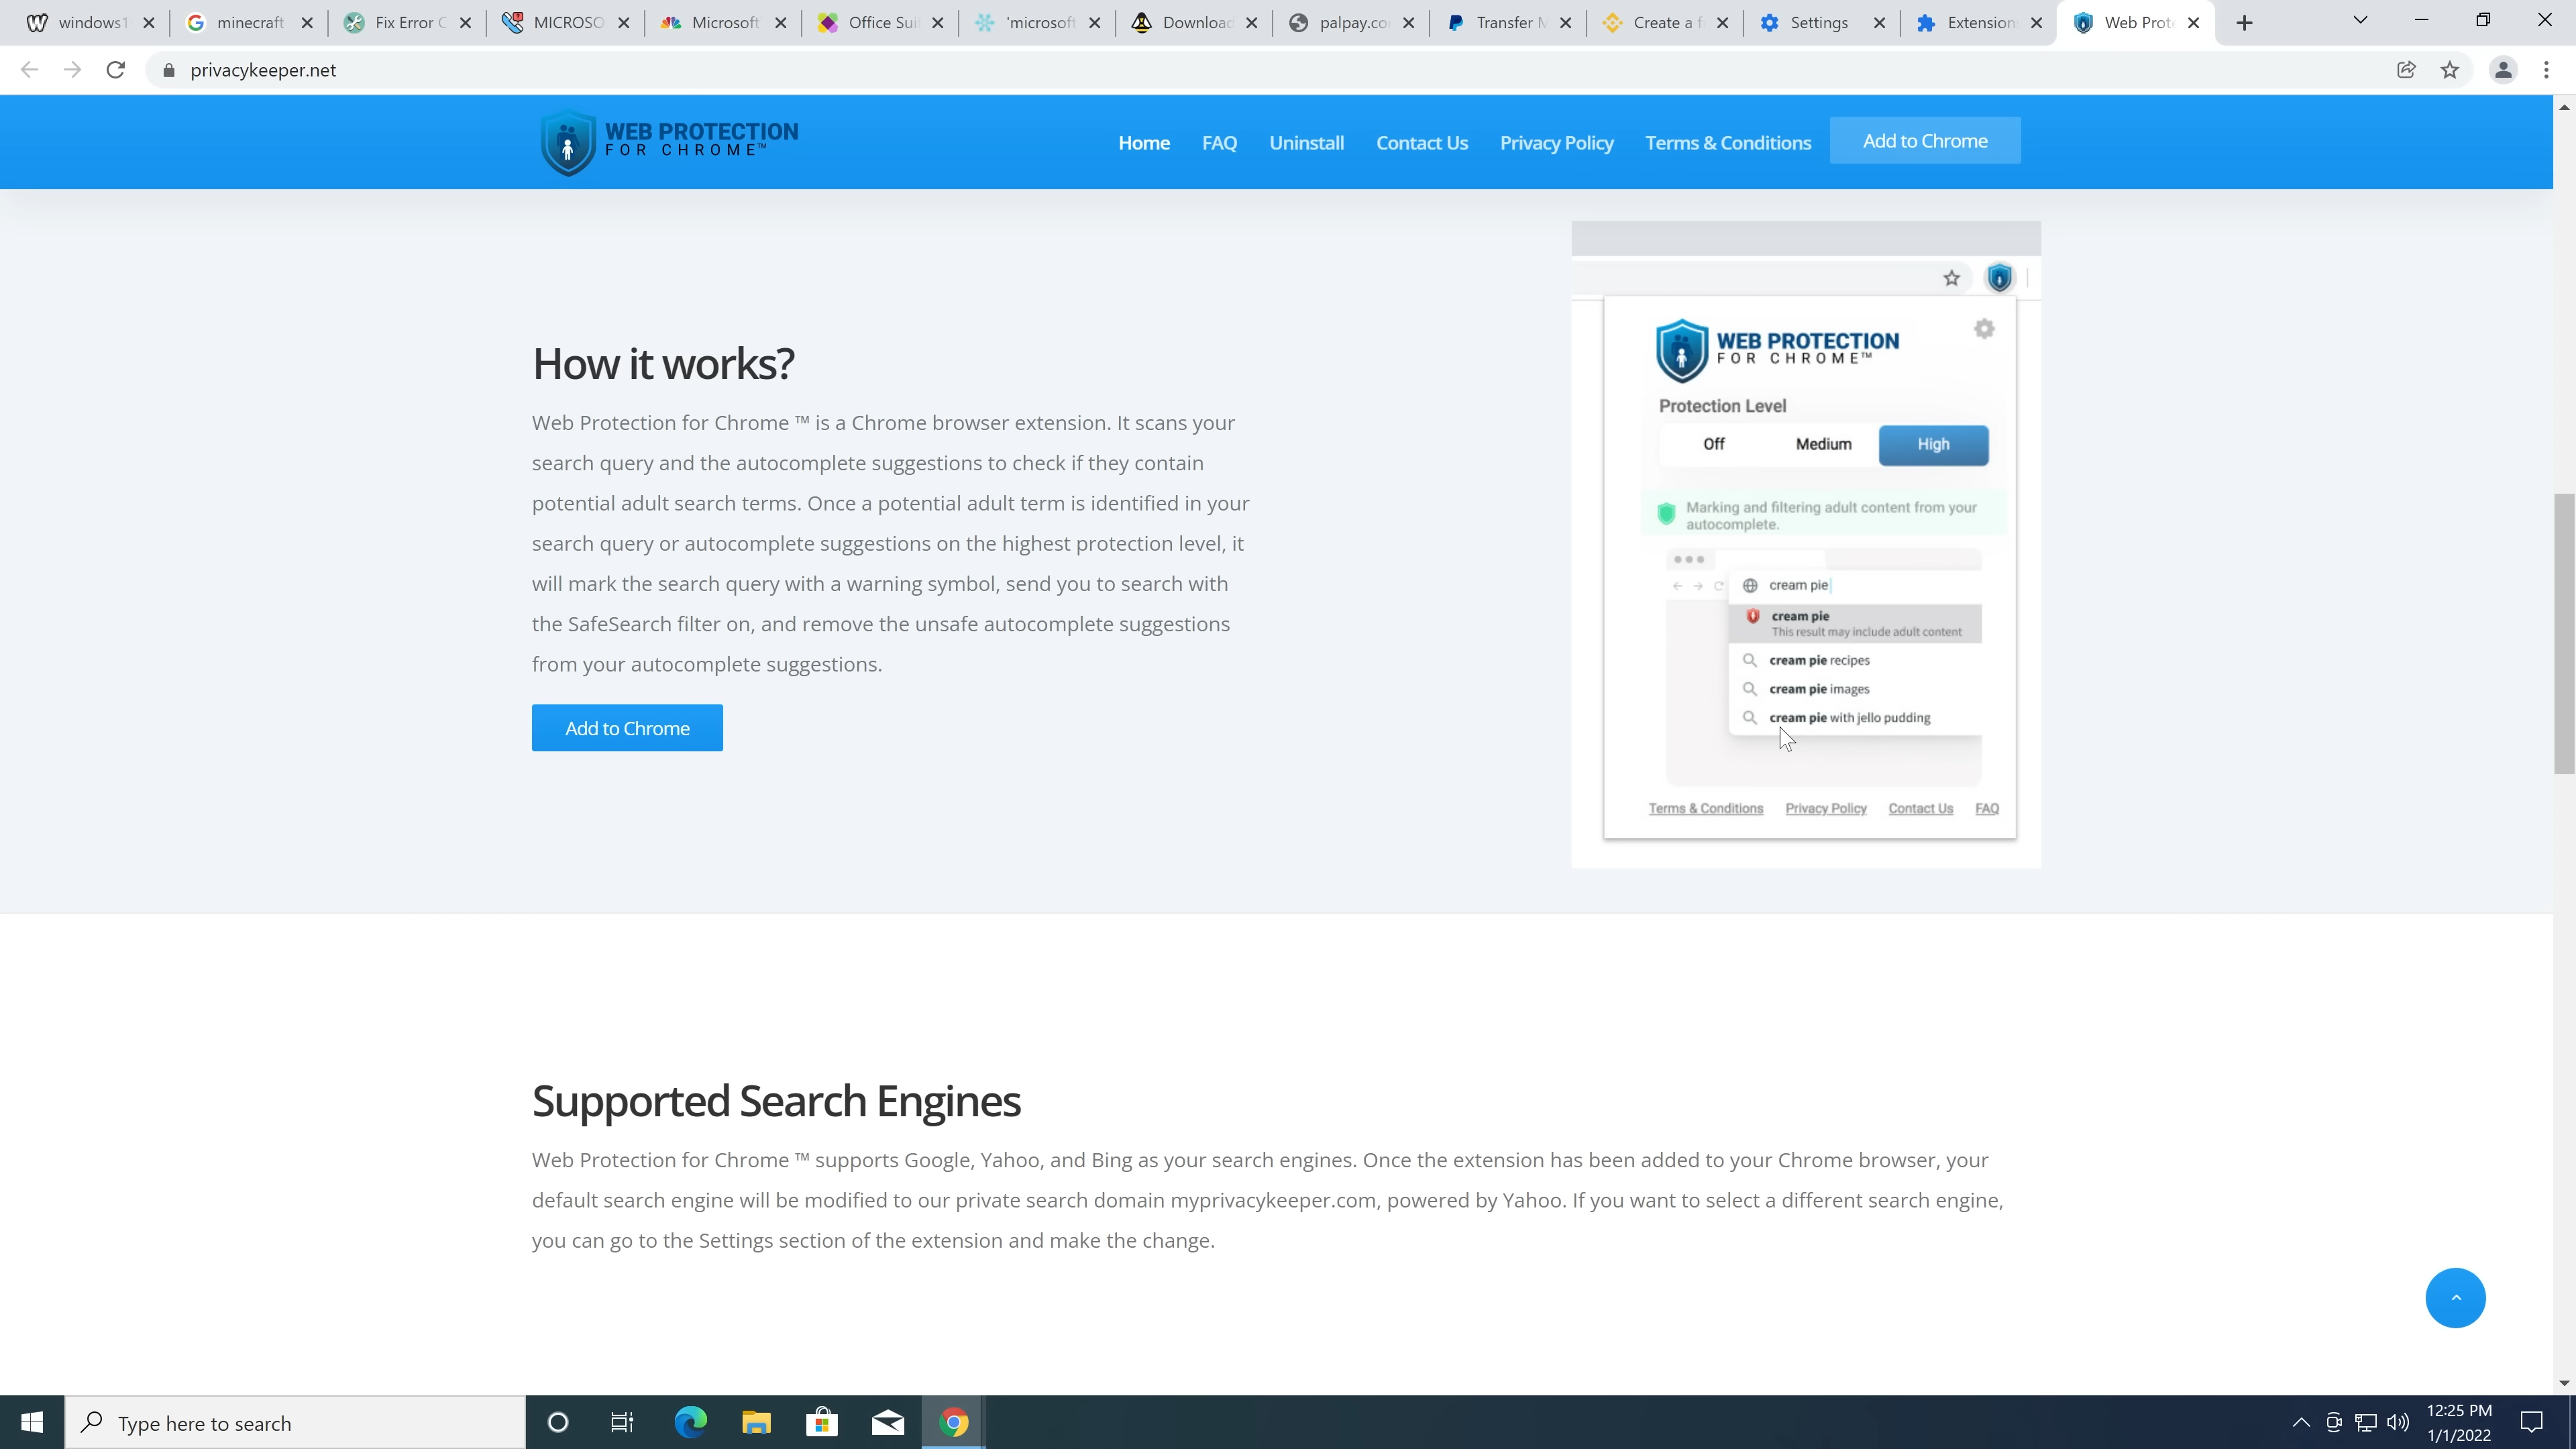 windows1
minecraft
Fix Error C
MICROSO
Microsoft
Office Sui
'microsoft
Download
palpay.co
Transfer M
Create a f
Settings
Extension
Web Prote
privacykeeper.net
WEB PROTECTION
FOR CHROME™
Home
FAQ
Uninstall
Contact Us
Privacy Policy
Terms & Conditions
Add to Chrome
How it works?
Web Protection for Chrome ™ is a Chrome browser extension. It scans your
search query and the autocomplete suggestions to check if they contain
potential adult search terms. Once a potential adult term is identified in your
search query or autocomplete suggestions on the highest protection level, it
will mark the search query with a warning symbol, send you to search with
the SafeSearch filter on, and remove the unsafe autocomplete suggestions
from your autocomplete suggestions.
Add to Chrome
WEB PROTECTION
FOR CHROME™
Protection Level
Off
Medium
High
Marking and filtering adult content from your
autocomplete.
cream pie
cream pie
This result may include adult content
cream pie recipes
cream pie images
cream pie with jello pudding
Terms & Conditions
Privacy Policy
Contact Us
FAQ
Supported Search Engines
Web Protection for Chrome ™ supports Google, Yahoo, and Bing as your search engines. Once the extension has been added to your Chrome browser, your
default search engine will be modified to our private search domain myprivacykeeper.com, powered by Yahoo. If you want to select a different search engine,
you can go to the Settings section of the extension and make the change.
Type here to search
12:25 PM
1/1/2022